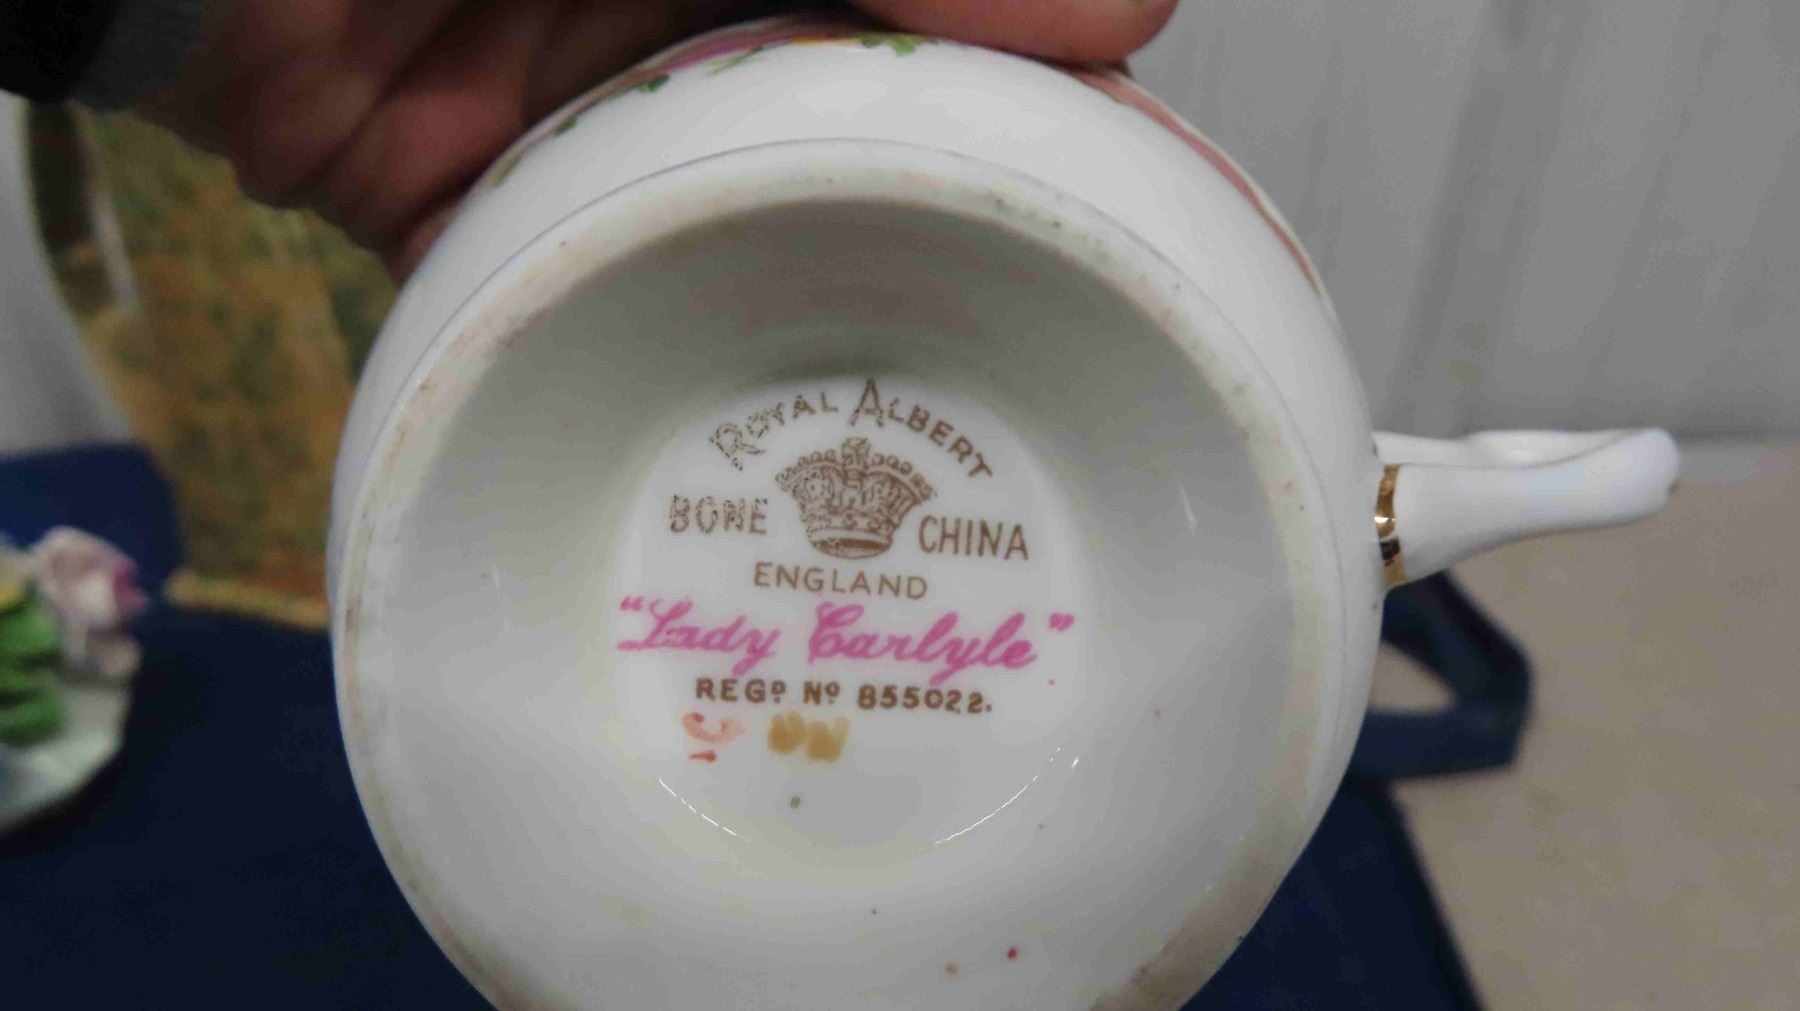 ROYAL ALBERT
BONE CHINA
ENGLAND
"Lady Carlyle"
REGD No 855022.